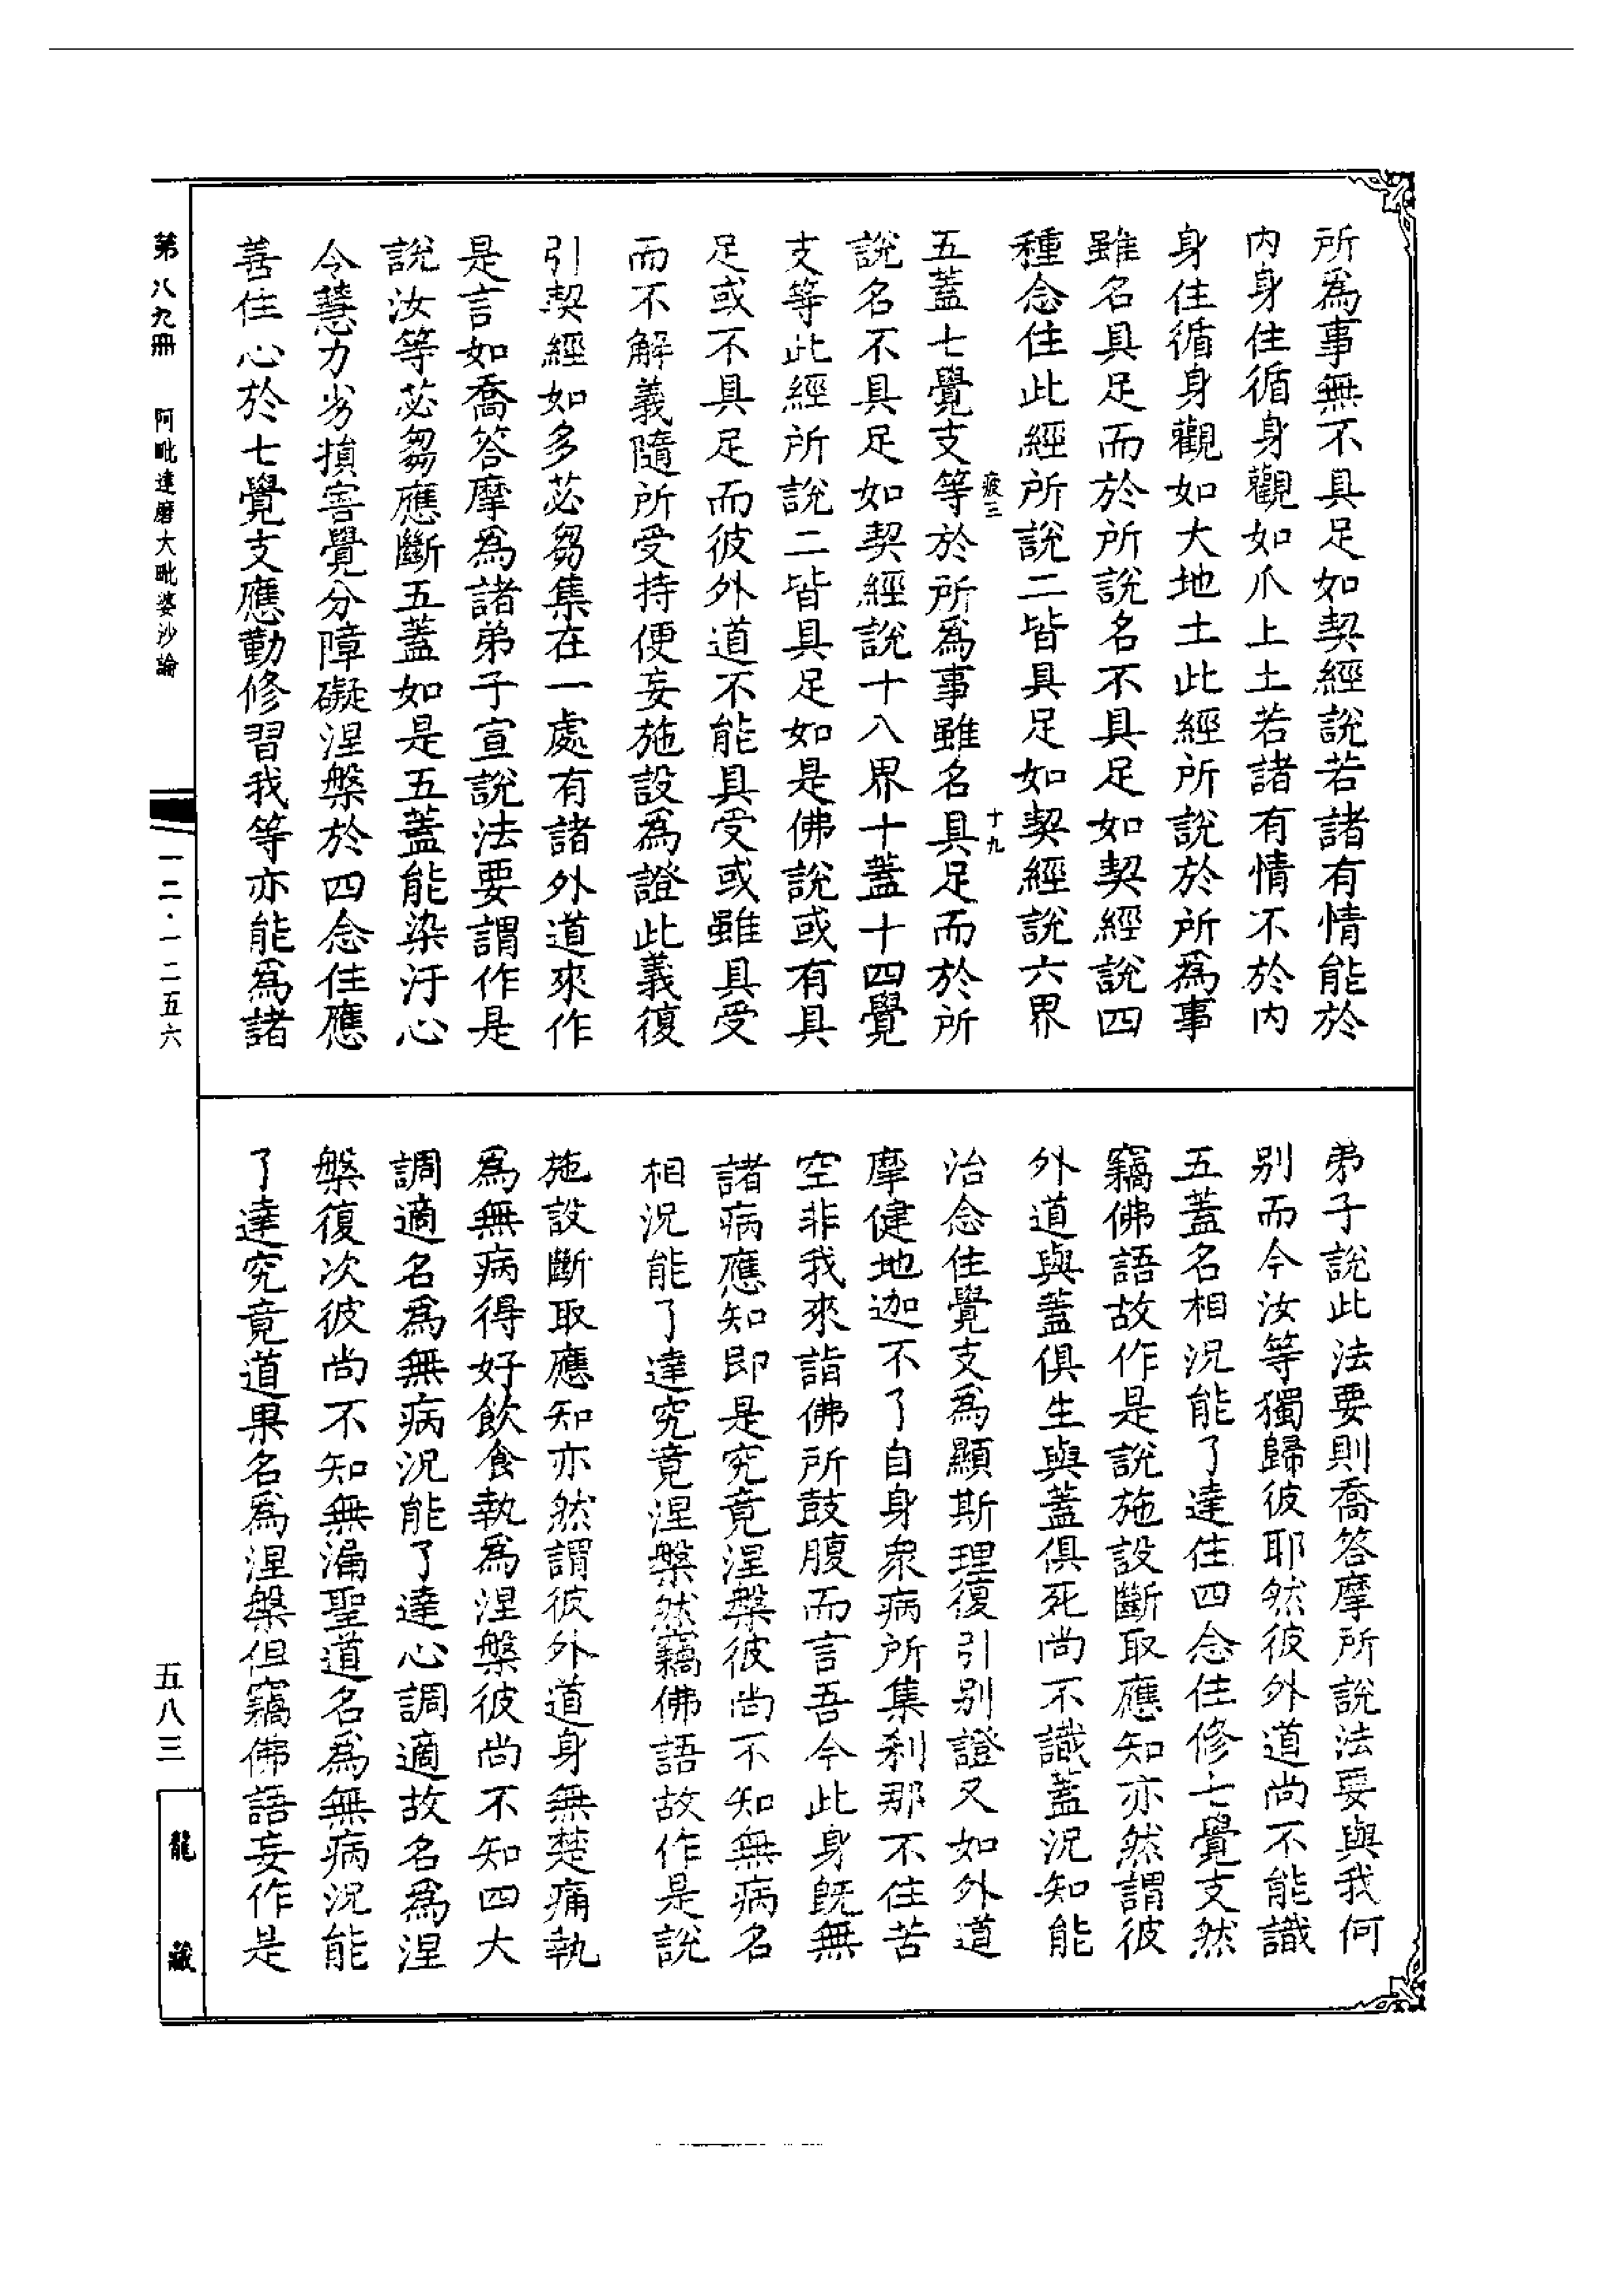 所爲事無不具足如契經說若諸有情能於
內身住循身觀如爪上土若諸有情不於內
身住循身觀如大地土此經所說於所爲事
雖名具足而於所說名不具足如契經說四
種念住此經所說二皆具足如契經說六界
疲三
十九
五蓋七覺支等於所爲事雖名具足而於所
說名不具足如契經說十八界十蓋十四覺
支等此經所說二皆具足如是佛說或有具
足或不具足而彼外道不能具受或雖具受
而不解義隨所受持便妄施設爲證此義復
引契經如多苾芻集在一處有諸外道來作
是言如喬答摩爲諸弟子宣說法要謂作是
說汝等苾芻應斷五蓋如是五蓋能染汙心
令慧力劣損害覺分障礙涅槃於四念住應
善住心於七覺支應勤修習我等亦能爲諸
弟子說此法要則喬答摩所說法要與我何
別而今汝等獨歸彼耶然彼外道尚不能識
五蓋名相況能了達住四念住修七覺支然
竊佛語故作是說施設斷取應知亦然謂彼
外道與蓋俱生與蓋俱死尚不識蓋況知能
治念住覺支爲顯斯理復引別證又如外道
摩健地迦不了自身衆病所集刹那不住苦
空非我來詣佛所鼓腹而言吾今此身旣無
諸病應知即是究竟涅槃彼尚不知無病名
相況能了達究竟涅槃然竊佛語故作是說
施設斷取應知亦然謂彼外道身無楚痛執
爲無病得好飲食執爲涅槃彼尚不知四大
調適名爲無病況能了達心調適故名爲涅
槃復次彼尚不知無漏聖道名爲無病況能
了達究竟道果名爲涅槃但竊佛語妄作是
第八九冊 阿毗達磨大毗婆沙論
一二·一二五六
五八三
龍藏